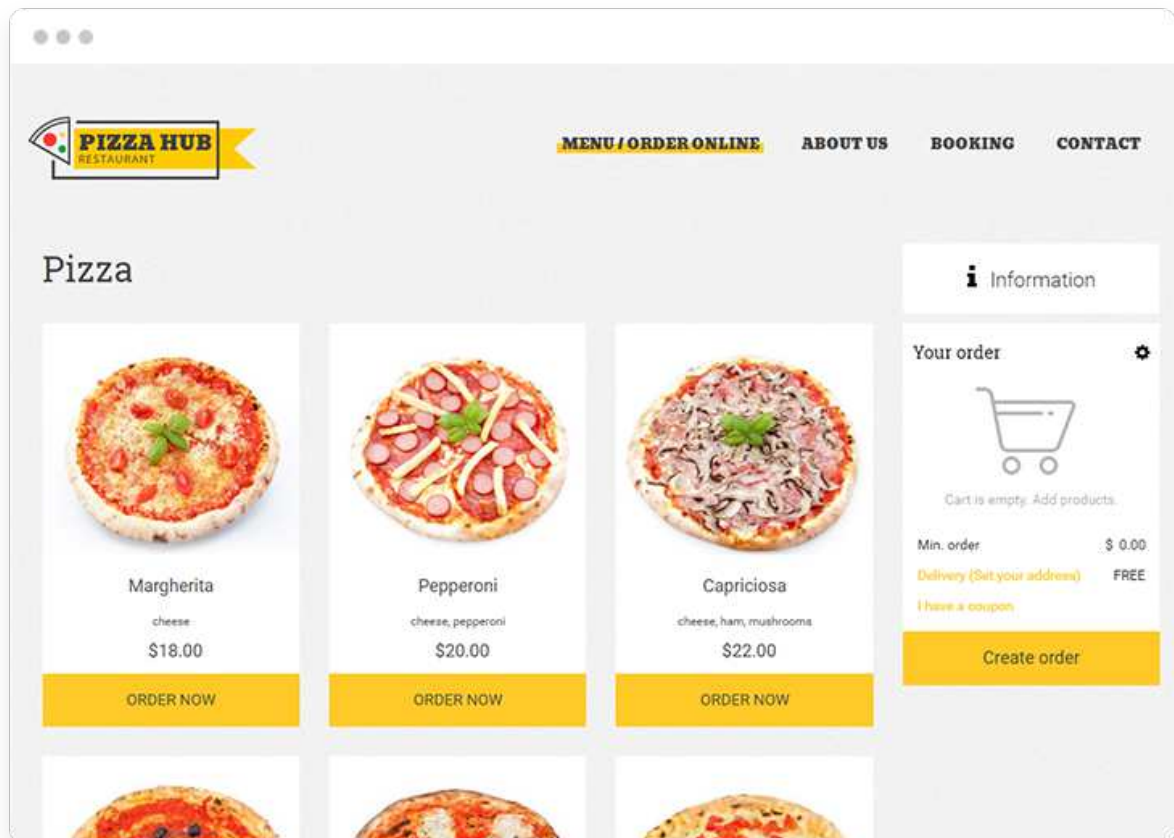 PIZZA HUB
RESTAURANT
MENU / ORDER ONLINE ABOUT US BOOKING CONTACT
Pizza
Information
Margherita
cheese
$18.00
ORDER NOW
Pepperoni
cheese, pepperoni
$20.00
ORDER NOW
Capriciosa
cheese, ham, mushrooms
$22.00
ORDER NOW
Your order
Cart is empty. Add products.
Min. order $ 0.00
Delivery (Set your address) FREE
I have a coupon
Create order